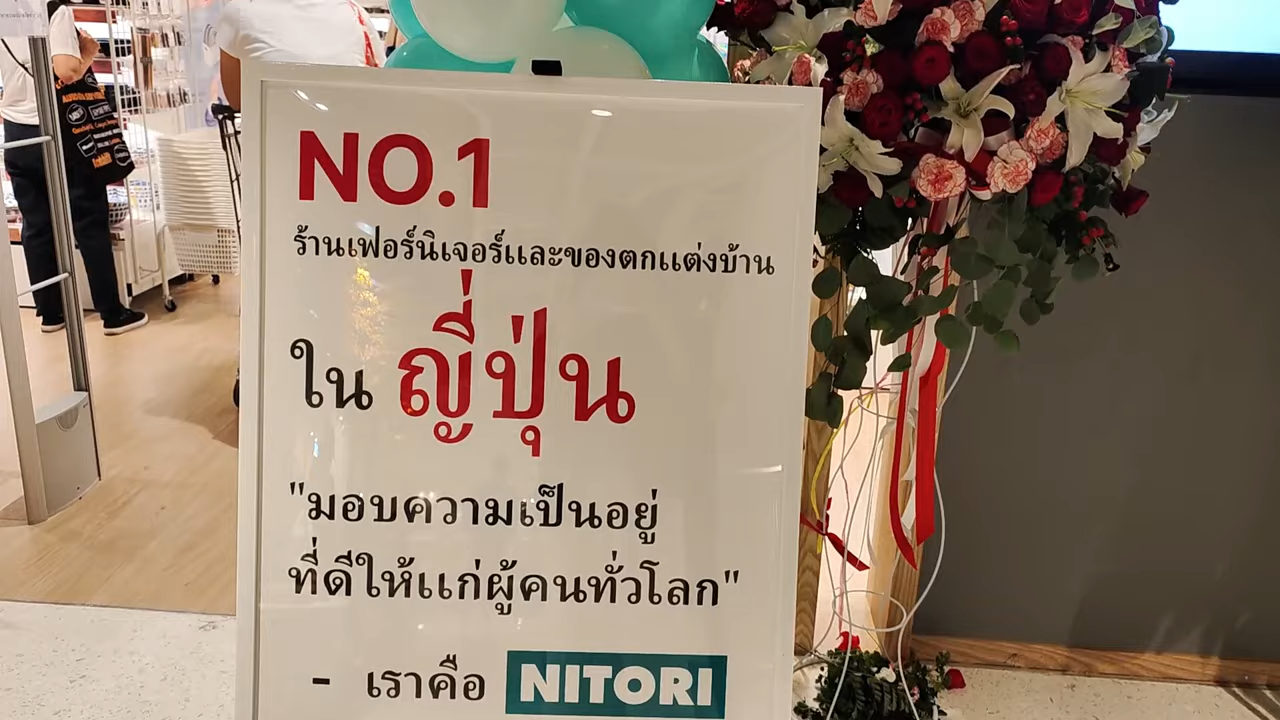 NO.1
ร้านเฟอร์นิเจอร์และของตกแต่งบ้าน
ใน ญี่ปุ่น
"มอบความเป็นอยู่
ที่ดีให้แก่ผู้คนทั่วโลก"
- เราคือ NITORI